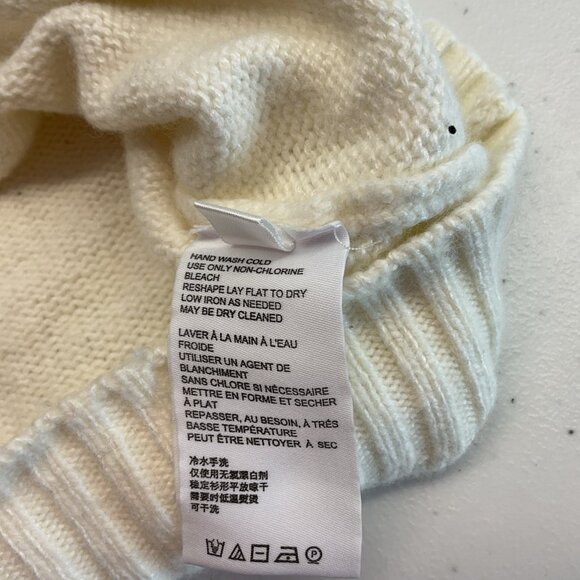 HAND WASH COLD
USE ONLY NON-CHLORINE
BLEACH
RESHAPE LAY FLAT TO DRY
LOW IRON AS NEEDED
MAY BE DRY CLEANED
LAVER À LA MAIN À L'EAU
FROIDE
UTILISER UN AGENT DE
BLANCHIMENT
SANS CHLORE SI NÉCESSAIRE
METTRE EN FORME ET SECHER
À PLAT
REPASSER, AU BESOIN, À TRÈS
BASSE TEMPÉRATURE
PEUT ÊTRE NETTOYER À SEC
冷水手洗
仅使用无氯漂白剂
稳定衫形平放晾干
需要时低温熨烫
可干洗
P